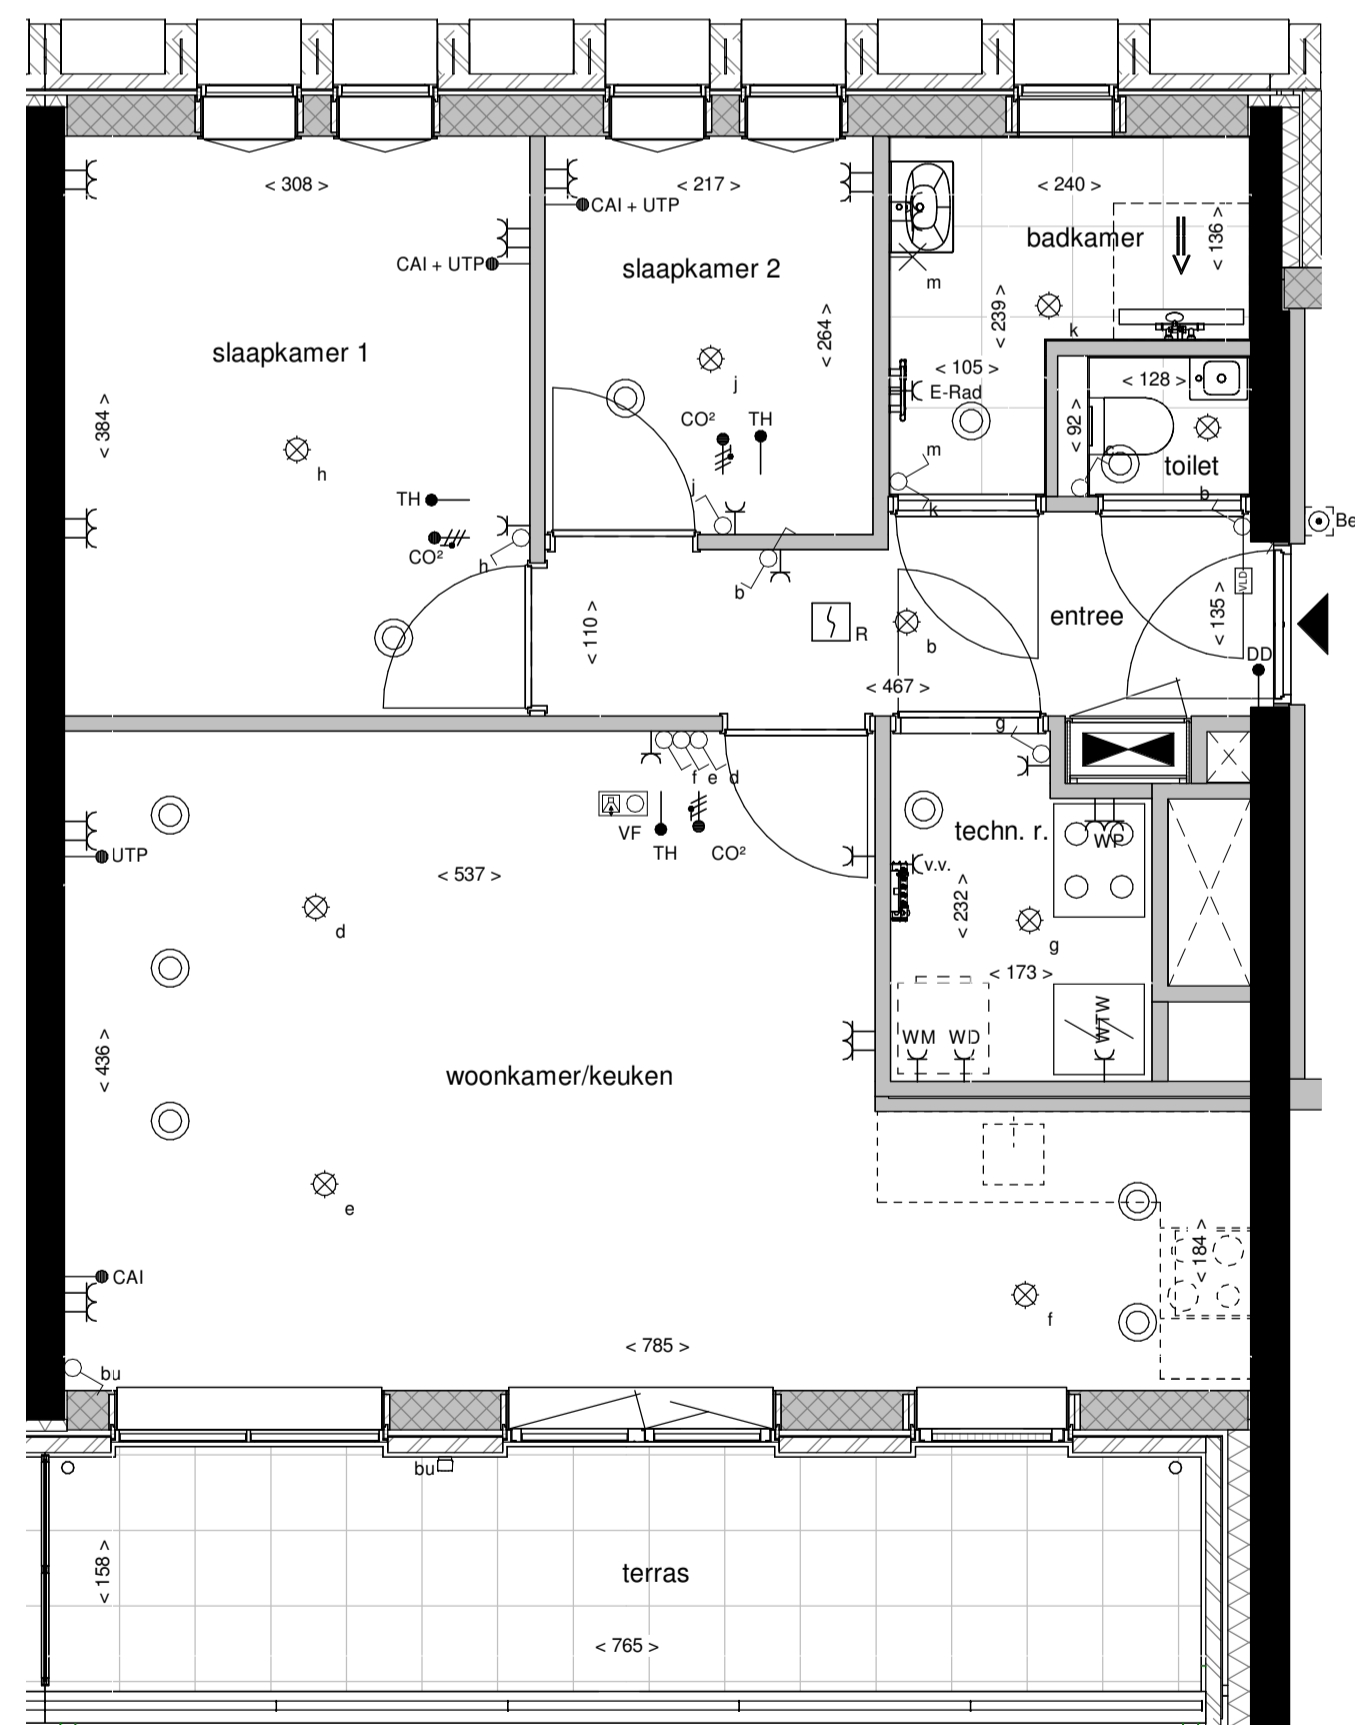 < 308 >
< 217 >
< 240 >
CAI + UTP
badkamer
< 136 >
CAI + UTP
slaapkamer 2
m
< 239 >
k
< 264 >
slaapkamer 1
j
< 105 >
E-Rad
< 128 >
< 384 >
CO²
TH
< 92 >
h
m
c
toilet
TH
j
b
k
Be
CO²
h
b
VLD
< 110 >
< 135 >
entree
R
b
DD
< 467 >
g
f e d
VF
TH
CO²
techn. r.
WP
UTP
v.v.
< 537 >
< 232 >
d
g
< 173 >
WTW
WM
WD
< 436 >
woonkamer/keuken
e
< 184 >
CAI
f
< 785 >
bu
bu
< 158 >
terras
< 765 >